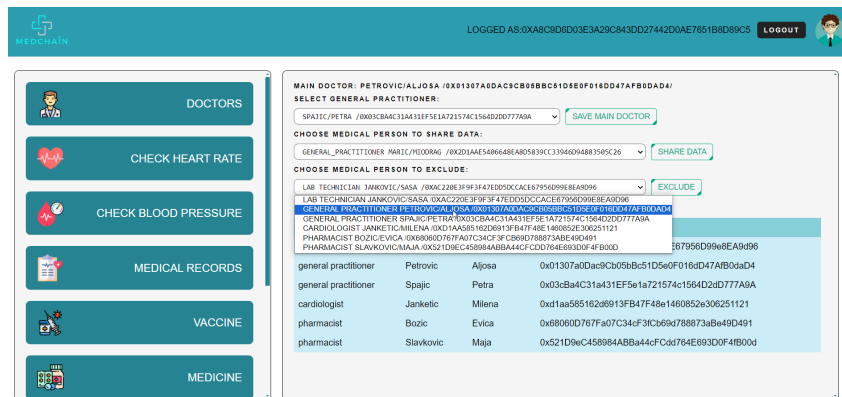 LOGGED AS:0XA8C9D6D03E3A29C843DD27442D0AE7651B8D89C5
LOGOUT
MEDCHAIN
DOCTORS
CHECK HEART RATE
CHECK BLOOD PRESSURE
MEDICAL RECORDS
VACCINE
MEDICINE
MAIN DOCTOR: PETROVIC/ALJOSA /0X01307A0DAC9CB05BBC51D5E0F016DD47AFB0DAD4/
SELECT GENERAL PRACTITIONER:
SPAJIC/PETRA /0X03CBA4C31A431EF5E1A721574C1564D2DD777A9A
SAVE MAIN DOCTOR
CHOOSE MEDICAL PERSON TO SHARE DATA:
GENERAL_PRACTITIONER MARIC/MIODRAG /0X2D1AAE5406648EA8D5839CC33946D94883505C26
SHARE DATA
CHOOSE MEDICAL PERSON TO EXCLUDE:
LAB TECHNICIAN JANKOVIC/SASA /0XAC220E3F9F3F47EDD5DCCACE67956D99E8EA9D96
EXCLUDE
LAB TECHNICIAN JANKOVIC/SASA /0XAC220E3F9F3F47EDD5DCCACE67956D99E8EA9D96
GENERAL PRACTITIONER PETROVIC/ALJOSA /0X01307A0DAC9CB05BBC51D5E0F016DD47AFB0DAD4
GENERAL PRACTITIONER SPAJIC/PETRA /0X03CBA4C31A431EF5E1A721574C1564D2DD777A9A
CARDIOLOGIST JANKETIC/MILENA /0XD1AA585162D6913FB47F48E1460852E306251121
PHARMACIST BOZIC/EVICA /0X68060D767FA07C34CF3FCB69D788873ABE49D491
PHARMACIST SLAVKOVIC/MAJA /0X521D9EC458984ABBA44CFCDD764E693D0F4FB00D
E67956D99e8EA9d96
general practitioner Petrovic Aljosa 0x01307a0Dac9Cb05bBc51D5e0F016dD47AfB0daD4
general practitioner Spajic Petra 0x03cBa4C31a431EF5e1a721574C1564D2dD777A9A
cardiologist Janketic Milena 0xd1aa585162d6913FB47F48e1460852e306251121
pharmacist Bozic Evica 0x68060D767Fa07C34cF3fCb69d788873aBe49D491
pharmacist Slavkovic Maja 0x521D9eC458984ABBa44cFCdd764E693D0F4fB00d